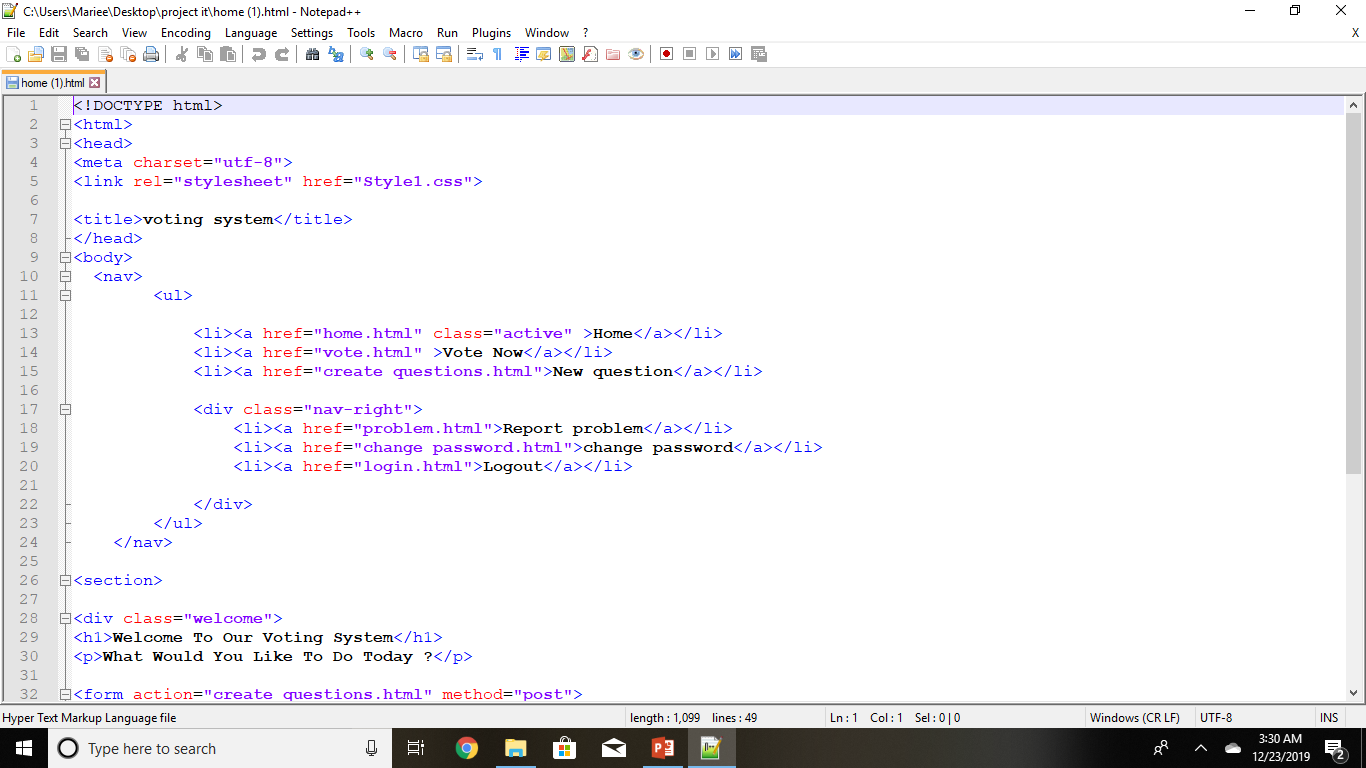 C:\Users\Mariee\Desktop\project it\home (1).html - Notepad++
File Edit Search View Encoding Language Settings Tools Macro Run Plugins Window ? X
home (1).html
1 <!DOCTYPE html>
2 <html>
3 <head>
4 <meta charset="utf-8">
5 <link rel="stylesheet" href="Style1.css">
6
7 <title>voting system</title>
8 </head>
9 <body>
10 <nav>
11 <ul>
12
13 <li><a href="home.html" class="active" >Home</a></li>
14 <li><a href="vote.html" >Vote Now</a></li>
15 <li><a href="create questions.html">New question</a></li>
16
17 <div class="nav-right">
18 <li><a href="problem.html">Report problem</a></li>
19 <li><a href="change password.html">change password</a></li>
20 <li><a href="login.html">Logout</a></li>
21
22 </div>
23 </ul>
24 </nav>
25
26 <section>
27
28 <div class="welcome">
29 <h1>Welcome To Our Voting System</h1>
30 <p>What Would You Like To Do Today ?</p>
31
32 <form action="create questions.html" method="post">
Hyper Text Markup Language file length : 1,099 lines : 49 Ln : 1 Col : 1 Sel : 0 | 0 Windows (CR LF) UTF-8 INS
Type here to search 3:30 AM
12/23/2019 2